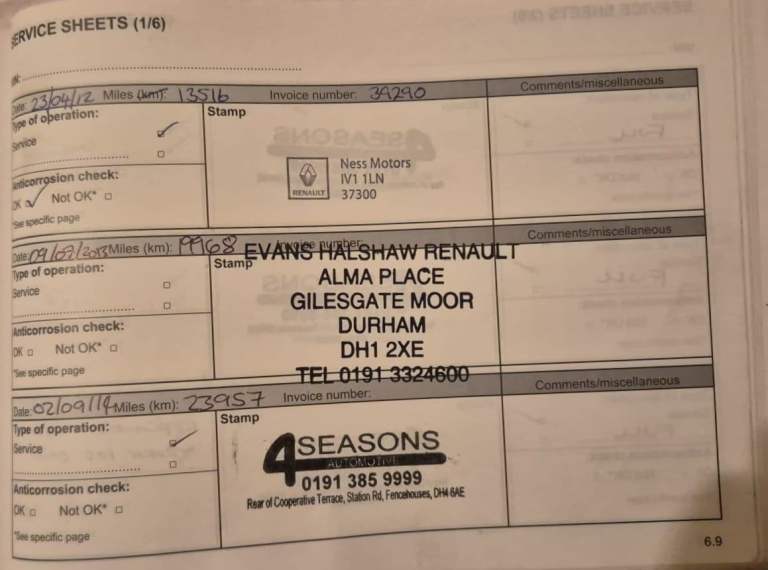 SERVICE SHEETS (1/6)
VIN:
Date: 23/04/12 Miles (km): 13516 Invoice number: 39290 Comments/miscellaneous
Type of operation: Stamp
Service
Ness Motors
IV1 1LN
RENAULT 37300
Anticorrosion check:
OK Not OK*
*See specific page
Date: 09/07/2013 Miles (km): 19968 Invoice number: Comments/miscellaneous
Type of operation: Stamp
Service
EVANS HALSHAW RENAULT
ALMA PLACE
GILESGATE MOOR
DURHAM
DH1 2XE
TEL 0191 3324600
Anticorrosion check:
OK Not OK*
*See specific page
Date: 02/09/14 Miles (km): 23957 Invoice number: Comments/miscellaneous
Type of operation: Stamp
Service
4SEASONS
AUTOMOTIVE
0191 385 9999
Rear of Cooperative Terrace, Station Rd, Fencehouses, DH4 6AE
Anticorrosion check:
OK Not OK*
*See specific page
6.9